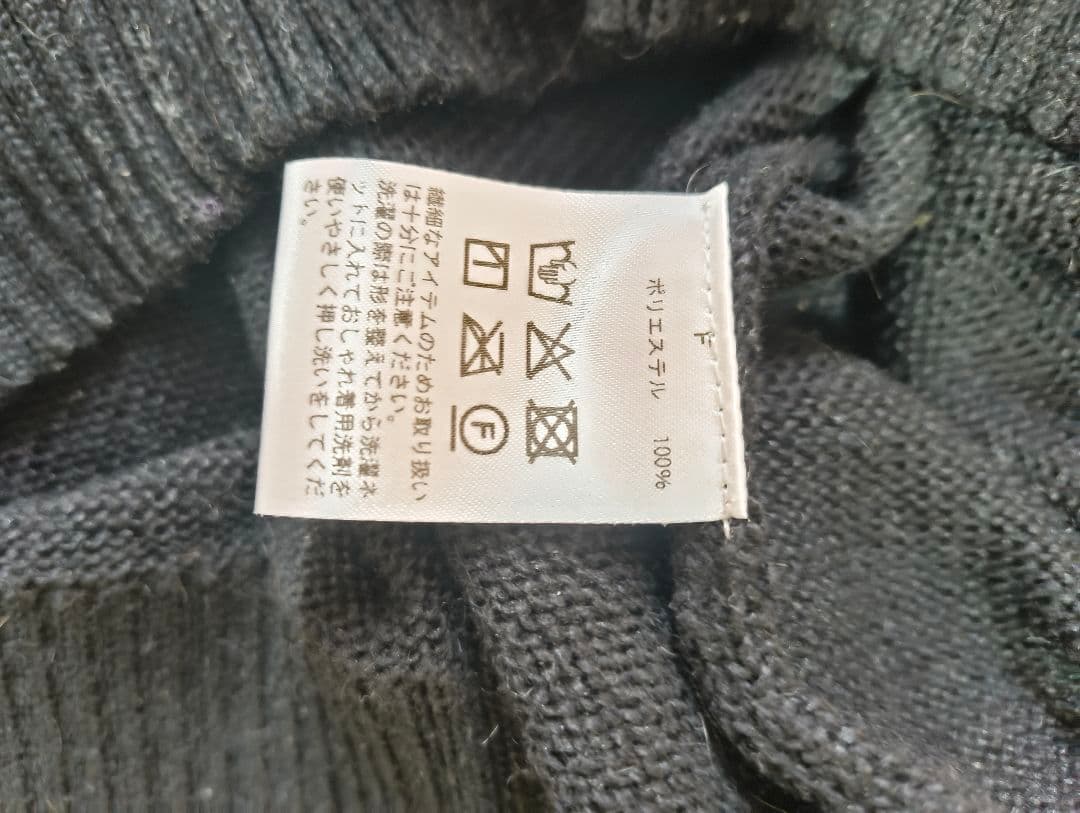 F
ポリエステル 100%
F
繊細なアイテムのためお取り扱い
は十分にご注意ください。
洗濯の際は形を整えてから洗濯ネ
ットに入れておしゃれ着用洗剤を
使いやさしく押し洗いをしてくだ
さい。